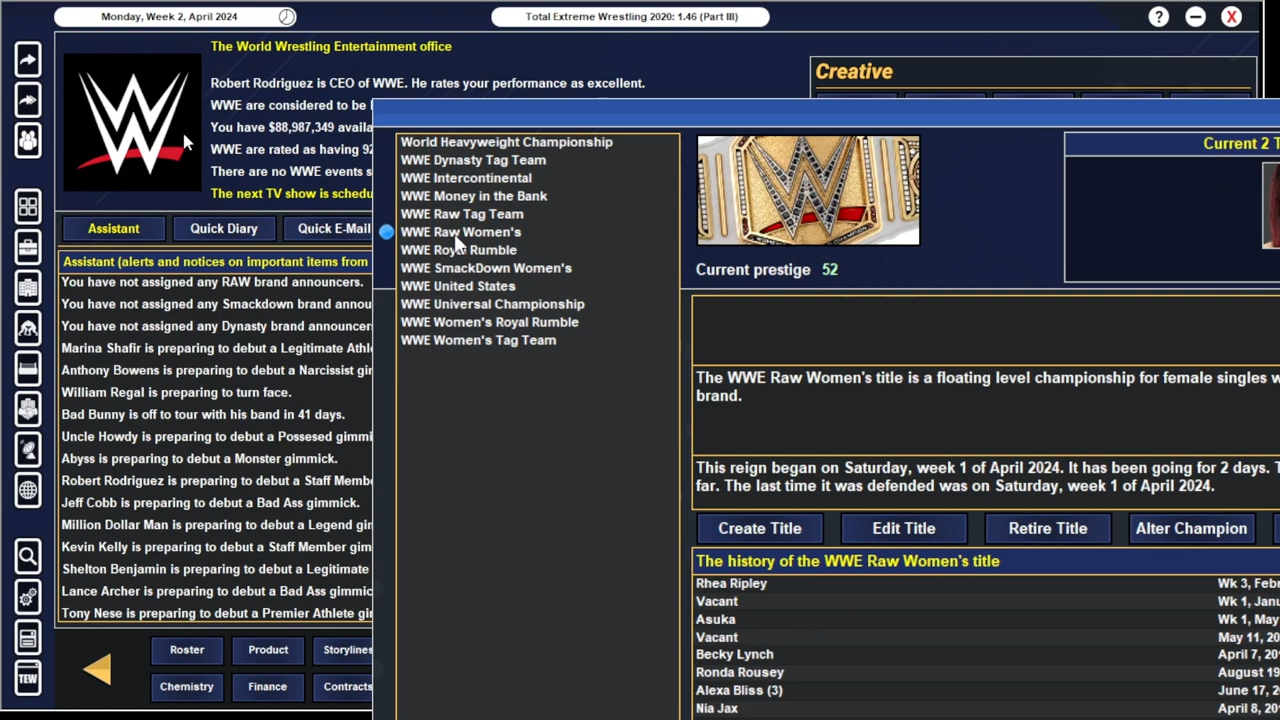 Monday, Week 2, April 2024
Total Extreme Wrestling 2020: 1.46 (Part III)
?
X
The World Wrestling Entertainment office
Robert Rodriguez is CEO of WWE. He rates your performance as excellent.
WWE are considered to be
You have $88,987,349 availa
WWE are rated as having 92
There are no WWE events s
The next TV show is schedu
Creative
Assistant
Quick Diary
Quick E-Mail
Assistant (alerts and notices on important items from
You have not assigned any RAW brand announcers.
You have not assigned any Smackdown brand annou
You have not assigned any Dynasty brand announcers
Marina Shafir is preparing to debut a Legitimate Athl
Anthony Bowens is preparing to debut a Narcissist gi
William Regal is preparing to turn face.
Bad Bunny is off to tour with his band in 41 days.
Uncle Howdy is preparing to debut a Possesed gimmi
Abyss is preparing to debut a Monster gimmick.
Robert Rodriguez is preparing to debut a Staff Membe
Jeff Cobb is preparing to debut a Bad Ass gimmick.
Million Dollar Man is preparing to debut a Legend gi
Kevin Kelly is preparing to debut a Staff Member gim
Shelton Benjamin is preparing to debut a Legitimate
Lance Archer is preparing to debut a Bad Ass gimmic
Tony Nese is preparing to debut a Premier Athlete gi
Roster
Product
Storylines
Chemistry
Finance
Contracts
TEW
World Heavyweight Championship
WWE Dynasty Tag Team
WWE Intercontinental
WWE Money in the Bank
WWE Raw Tag Team
WWE Raw Women's
WWE Royal Rumble
WWE SmackDown Women's
WWE United States
WWE Universal Championship
WWE Women's Royal Rumble
WWE Women's Tag Team
Current prestige 52
Current 2 T
The WWE Raw Women's title is a floating level championship for female singles w
brand.
This reign began on Saturday, week 1 of April 2024. It has been going for 2 days. T
far. The last time it was defended was on Saturday, week 1 of April 2024.
Create Title
Edit Title
Retire Title
Alter Champion
The history of the WWE Raw Women's title
Rhea Ripley Wk 3, Febr
Vacant Wk 1, Janu
Asuka Wk 1, May
Vacant May 11, 20
Becky Lynch April 7, 20
Ronda Rousey August 19
Alexa Bliss (3) June 17, 2
Nia Jax April 8, 20